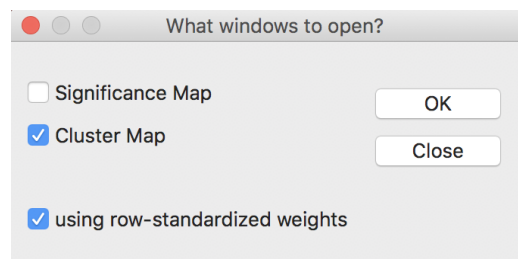 What windows to open?
Significance Map
OK
Cluster Map
Close
using row-standardized weights